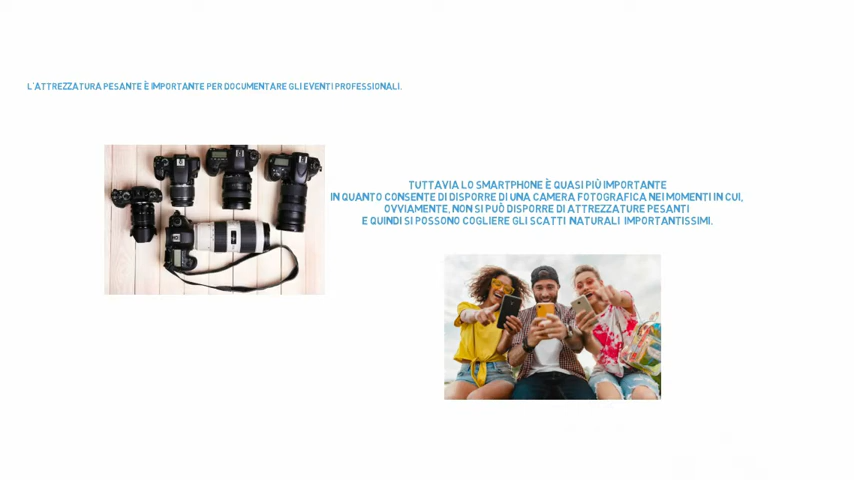 L'ATTREZZATURA PESANTE È IMPORTANTE PER DOCUMENTARE GLI EVENTI PROFESSIONALI.
TUTTAVIA LO SMARTPHONE È QUASI PIÙ IMPORTANTE
IN QUANTO CONSENTE DI DISPORRE DI UNA CAMERA FOTOGRAFICA NEI MOMENTI IN CUI,
OVVIAMENTE, NON SI PUÒ DISPORRE DI ATTREZZATURE PESANTI
E QUINDI SI POSSONO COGLIERE GLI SCATTI NATURALI IMPORTANTISSIMI.